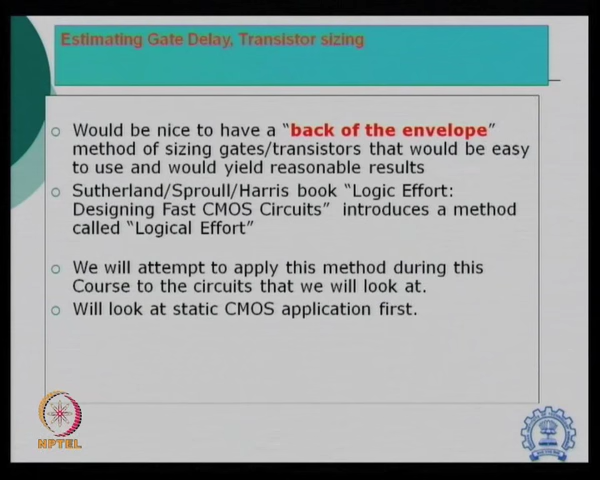 Estimating Gate Delay, Transistor sizing
Would be nice to have a “back of the envelope”
method of sizing gates/transistors that would be easy
to use and would yield reasonable results
Sutherland/Sproull/Harris book “Logic Effort:
Designing Fast CMOS Circuits” introduces a method
called “Logical Effort”
We will attempt to apply this method during this
Course to the circuits that we will look at.
Will look at static CMOS application first.
NPTEL